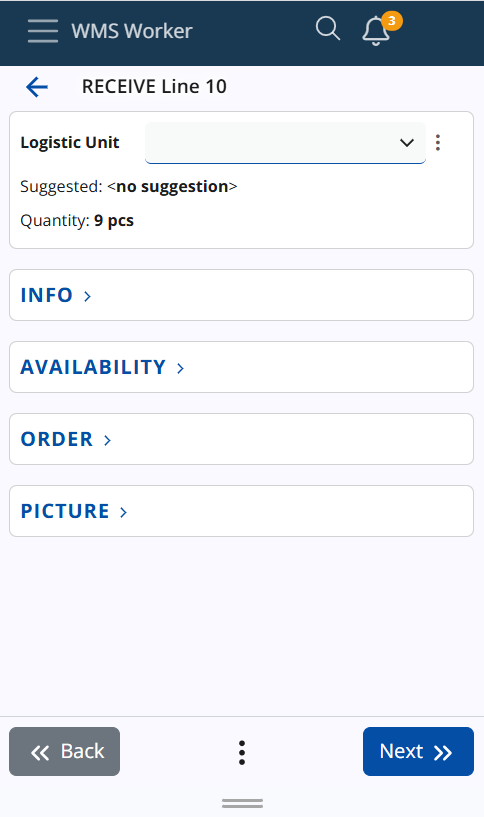 WMS Worker
3
RECEIVE Line 10
Logistic Unit
Suggested: <no suggestion>
Quantity: 9 pcs
INFO
AVAILABILITY
ORDER
PICTURE
Back
Next